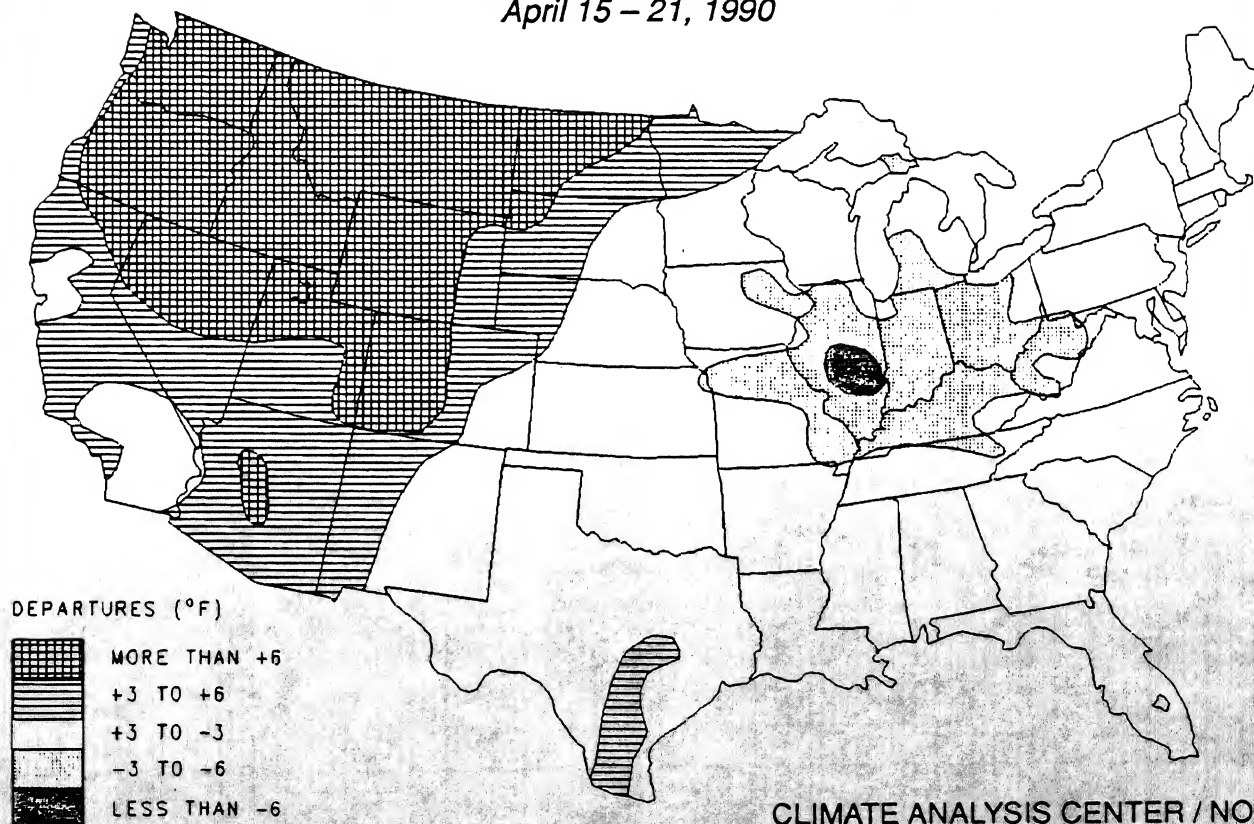 April 15 – 21, 1990
DEPARTURES (°F)
MORE THAN +6
+3 TO +6
+3 TO -3
-3 TO -6
LESS THAN -6
CLIMATE ANALYSIS CENTER / NO